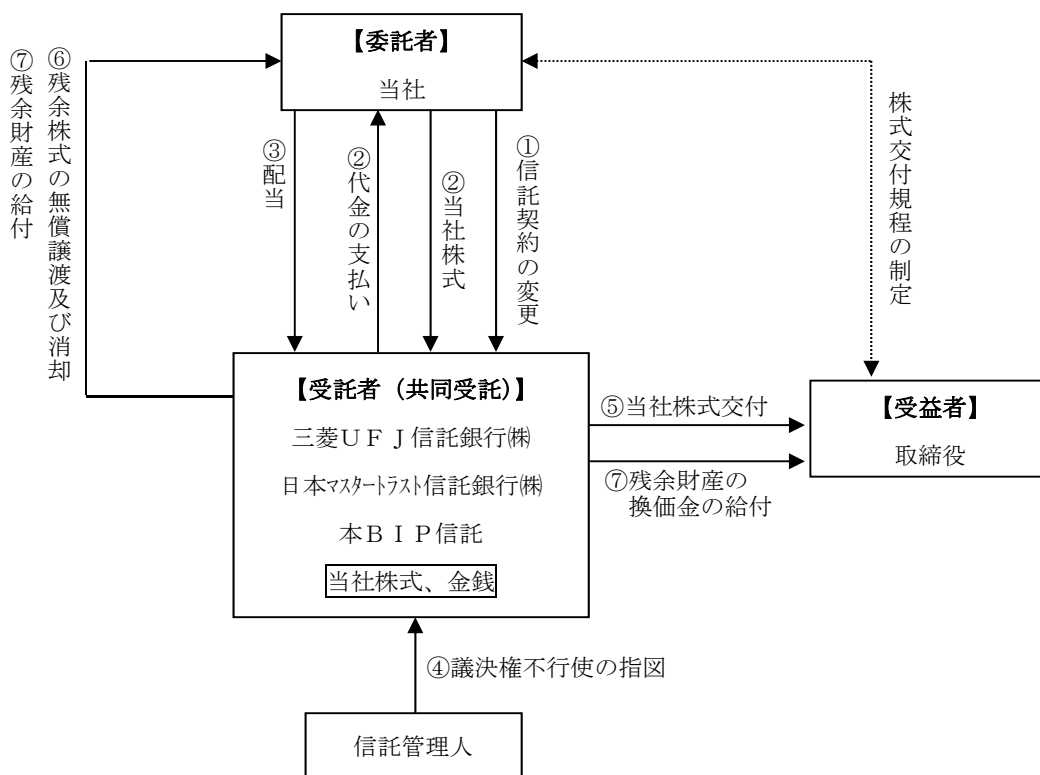 【委託者】
当社
⑦残余財産の給付
⑥残余株式の無償譲渡及び消却
③配当
②代金の支払い
②当社株式
①信託契約の変更
株式交付規程の制定
【受託者（共同受託）】
三菱ＵＦＪ信託銀行㈱
日本ﾏｽﾀｰﾄﾗｽﾄ信託銀行㈱
本ＢＩＰ信託
当社株式、金銭
⑤当社株式交付
⑦残余財産の
換価金の給付
【受益者】
取締役
④議決権不行使の指図
信託管理人